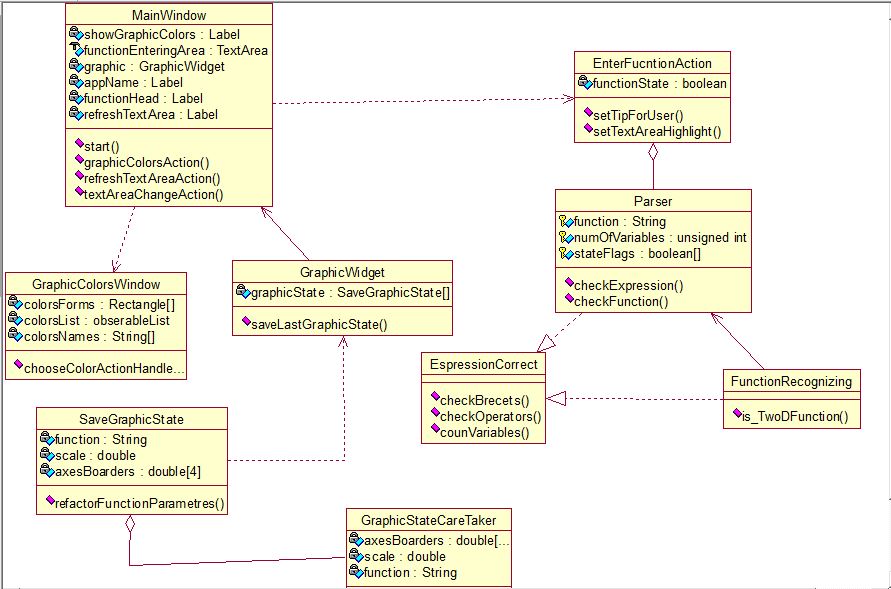 MainWindow
showGraphicColors : Label
functionEnteringArea : TextArea
graphic : GraphicWidget
appName : Label
functionHead : Label
refreshTextArea : Label
start()
graphicColorsAction()
refreshTextAreaAction()
textAreaChangeAction()
EnterFucntionAction
functionState : boolean
setTipForUser()
setTextAreaHighlight()
Parser
function : String
numOfVariables : unsigned int
stateFlags : boolean[]
checkExpression()
checkFunction()
GraphicColorsWindow
colorsForms : Rectangle[]
colorsList : obserableList
colorsNames : String[]
chooseColorActionHandle...
GraphicWidget
graphicState : SaveGraphicState[]
saveLastGraphicState()
EspressionCorrect
checkBrecets()
checkOperators()
counVariables()
FunctionRecognizing
is_TwoDFunction()
SaveGraphicState
function : String
scale : double
axesBoarders : double[4]
refactorFunctionParametres()
GraphicStateCareTaker
axesBoarders : double[...
scale : double
function : String